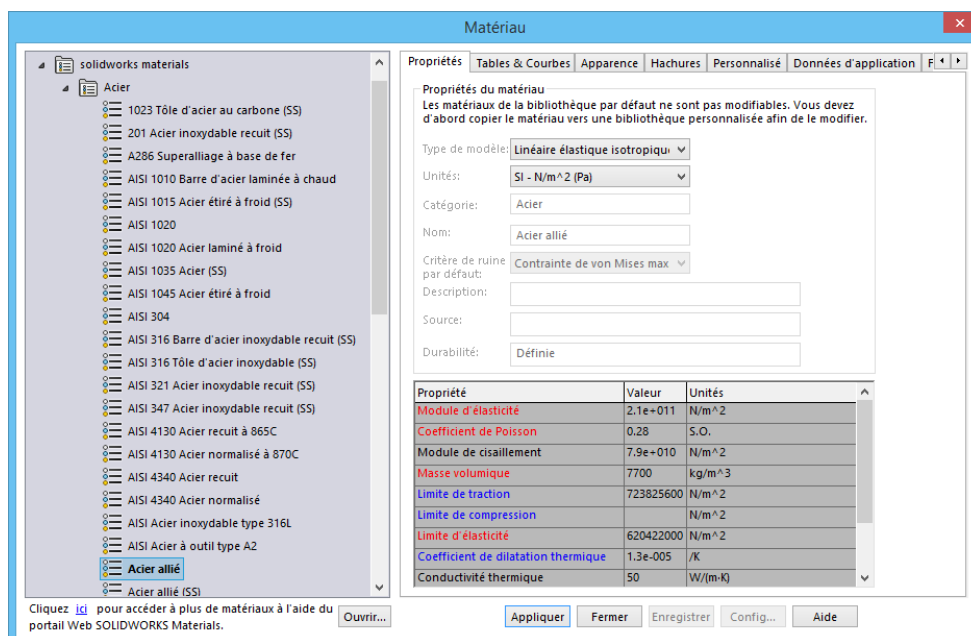 Matériau
solidworks materials
Acier
1023 Tôle d'acier au carbone (SS)
201 Acier inoxydable recuit (SS)
A286 Superalliage à base de fer
AISI 1010 Barre d'acier laminée à chaud
AISI 1015 Acier étiré à froid (SS)
AISI 1020
AISI 1020 Acier laminé à froid
AISI 1035 Acier (SS)
AISI 1045 Acier étiré à froid
AISI 304
AISI 316 Barre d'acier inoxydable recuit (SS)
AISI 316 Tôle d'acier inoxydable (SS)
AISI 321 Acier inoxydable recuit (SS)
AISI 347 Acier inoxydable recuit (SS)
AISI 4130 Acier recuit à 865C
AISI 4130 Acier normalisé à 870C
AISI 4340 Acier recuit
AISI 4340 Acier normalisé
AISI Acier inoxydable type 316L
AISI Acier à outil type A2
Acier allié
Acier allié (SS)
Cliquez ici pour accéder à plus de matériaux à l'aide du
portail Web SOLIDWORKS Materials.
Ouvrir...
Propriétés Tables & Courbes Apparence Hachures Personnalisé Données d'application F
Propriétés du matériau
Les matériaux de la bibliothèque par défaut ne sont pas modifiables. Vous devez
d'abord copier le matériau vers une bibliothèque personnalisée afin de le modifier.
Type de modèle: Linéaire élastique isotropiqu
Unités: SI - N/m^2 (Pa)
Catégorie: Acier
Nom: Acier allié
Critère de ruine
par défaut: Contrainte de von Mises max
Description:
Source:
Durabilité: Définie
Propriété Valeur Unités
Module d'élasticité 2.1e+011 N/m^2
Coefficient de Poisson 0.28 S.O.
Module de cisaillement 7.9e+010 N/m^2
Masse volumique 7700 kg/m^3
Limite de traction 723825600 N/m^2
Limite de compression N/m^2
Limite d'élasticité 620422000 N/m^2
Coefficient de dilatation thermique 1.3e-005 /K
Conductivité thermique 50 W/(m·K)
Appliquer Fermer Enregistrer Config... Aide